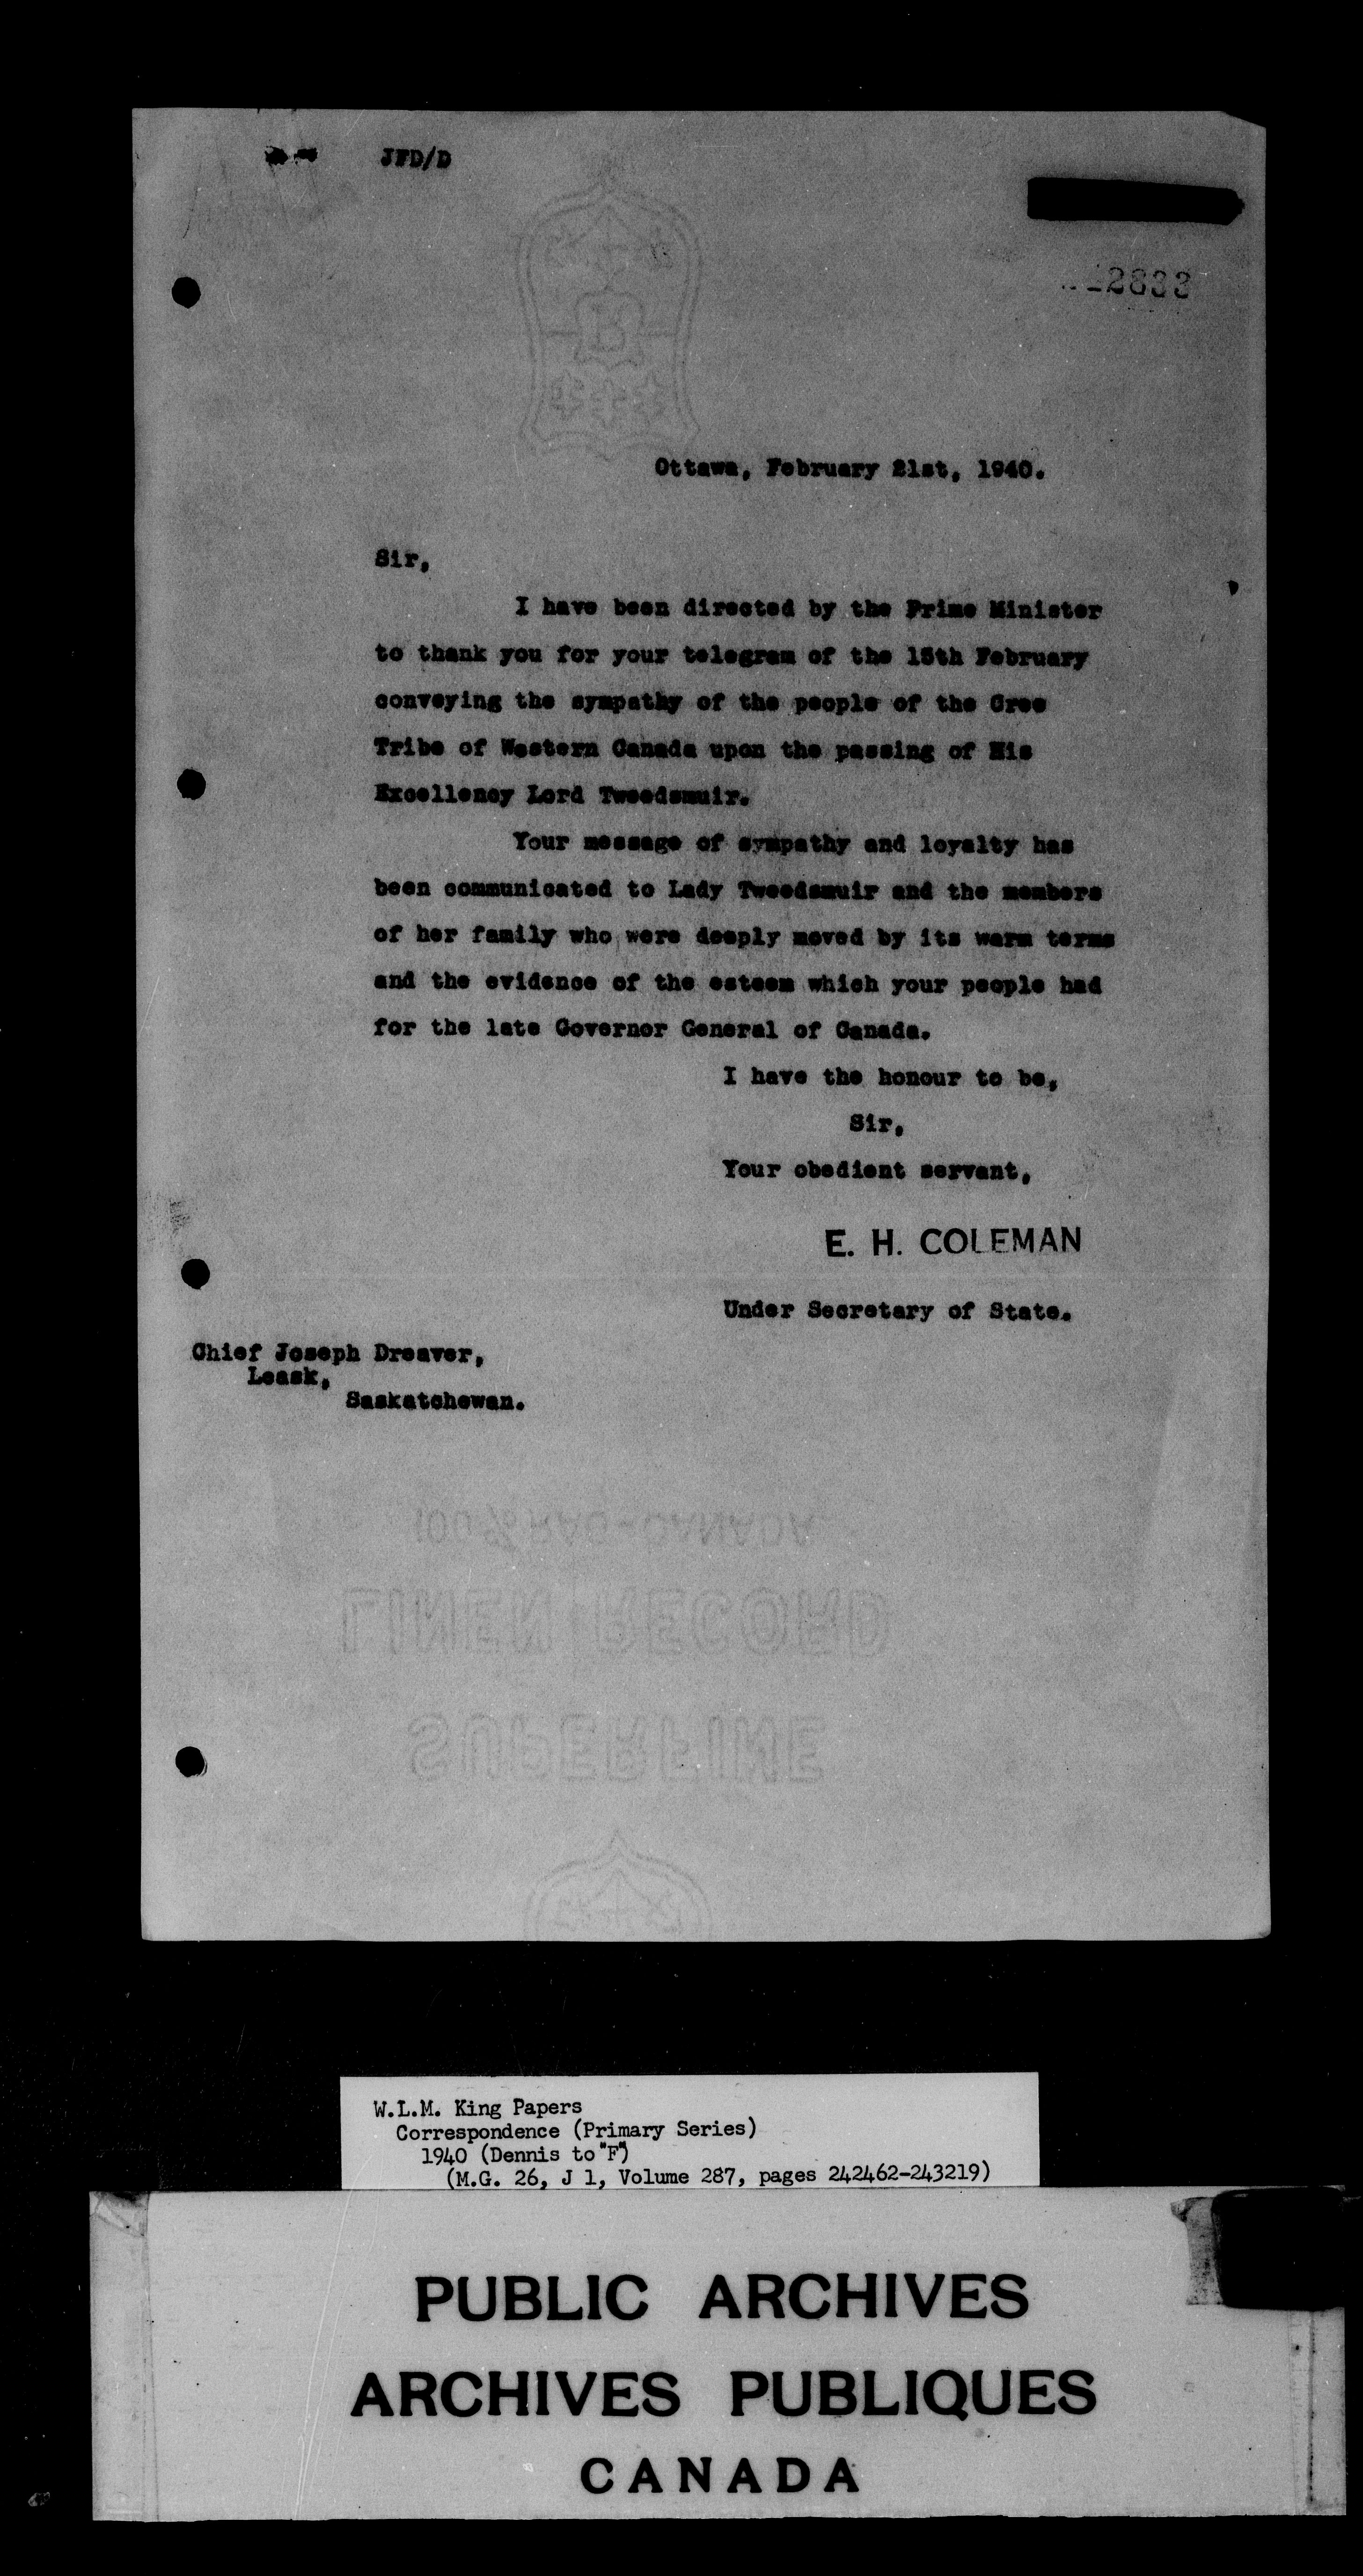 JFD/D
2833
Ottawa, February 21st, 1940.
Sir,
I have been directed by the Prime Minister
to thank you for your telegram of the 15th February
conveying the sympathy of the people of the Cree
Tribe of Western Canada upon the passing of His
Excellency Lord Tweedsmuir.
Your message of sympathy and loyalty has
been communicated to Lady Tweedsmuir and the members
of her family who were deeply moved by its warm terms
and the evidence of the esteem which your people had
for the late Governor General of Canada.
I have the honour to be,
Sir,
Your obedient servant,
E. H. COLEMAN
Under Secretary of State.
Chief Joseph Dreaver,
Leask,
Saskatchewan.
100% RAG-CANADA
LINEN RECORD
SUPERFINE
W.L.M. King Papers
Correspondence (Primary Series)
1940 (Dennis to "F")
(M.G. 26, J 1, Volume 287, pages 242462-243219)
PUBLIC ARCHIVES
ARCHIVES PUBLIQUES
CANADA